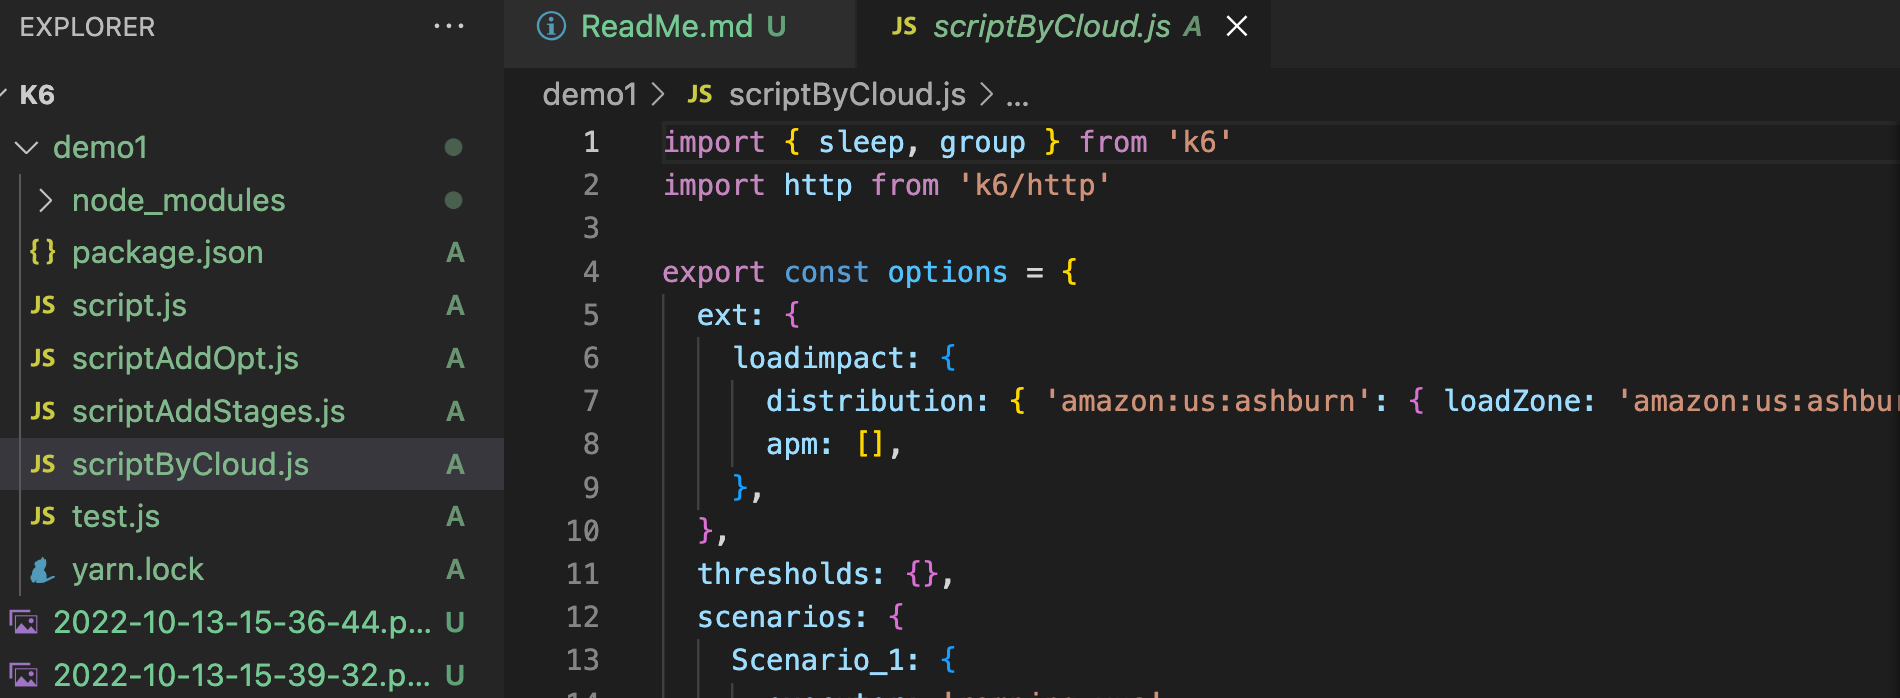 EXPLORER ...
K6
demo1
node_modules
{} package.json A
JS script.js A
JS scriptAddOpt.js A
JS scriptAddStages.js A
JS scriptByCloud.js A
JS test.js A
yarn.lock A
2022-10-13-15-36-44.p... U
2022-10-13-15-39-32.p... U
ReadMe.md U JS scriptByCloud.js A
demo1 > JS scriptByCloud.js > ...
1 import { sleep, group } from 'k6'
2 import http from 'k6/http'
3
4 export const options = {
5 ext: {
6 loadimpact: {
7 distribution: { 'amazon:us:ashburn': { loadZone: 'amazon:us:ashbu
8 apm: [],
9 },
10 },
11 thresholds: {},
12 scenarios: {
13 Scenario_1: {